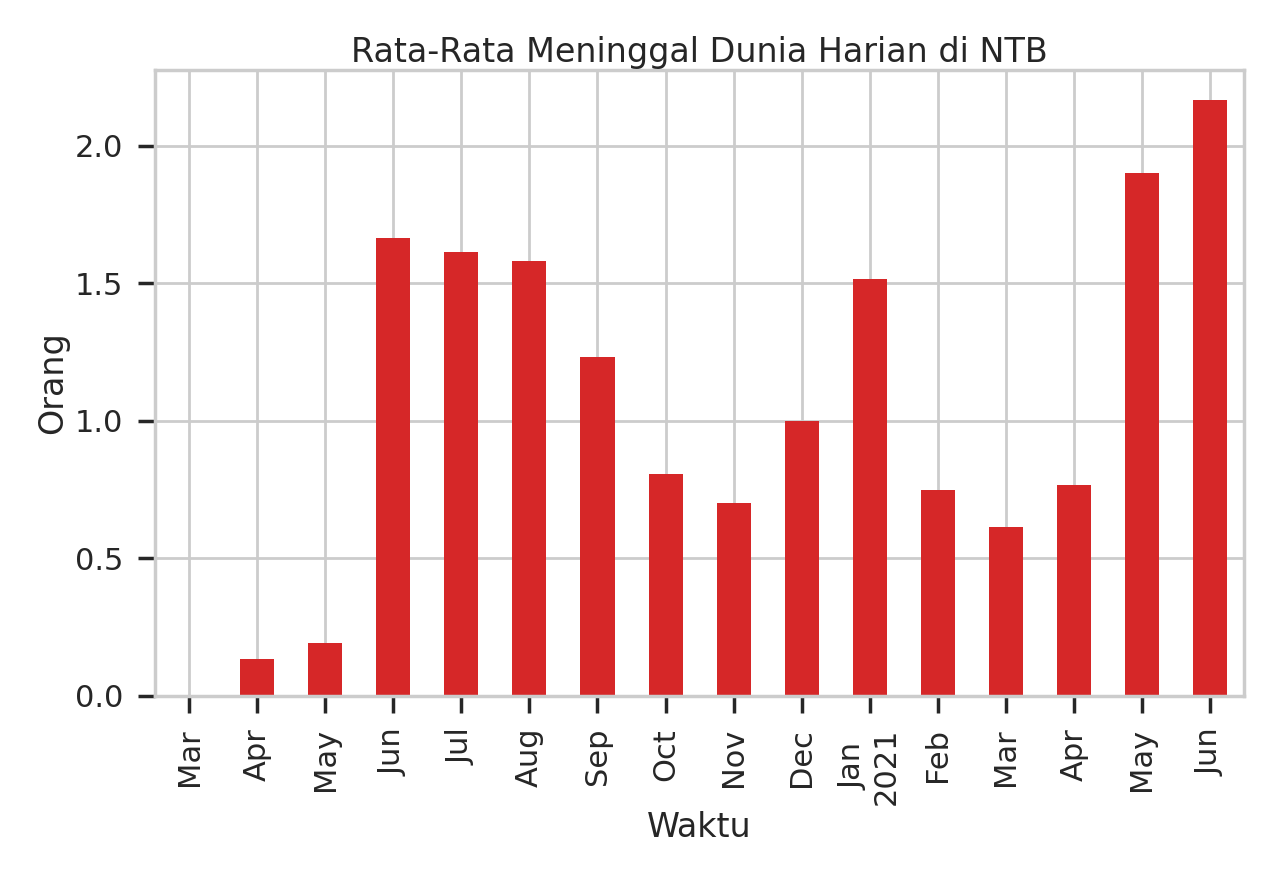 Rata-Rata Meninggal Dunia Harian di NTB
Orang
2.0
1.5
1.0
0.5
0.0
Mar
Apr
May
Jun
Jul
Aug
Sep
Oct
Nov
Dec
Jan
2021
Feb
Mar
Apr
May
Jun
Waktu